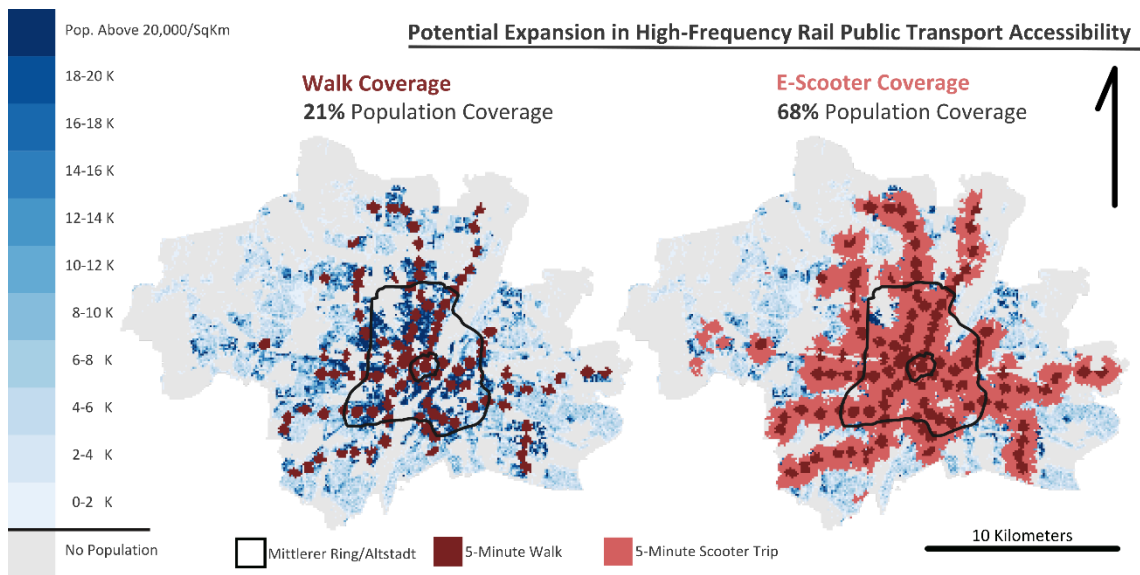 Potential Expansion in High-Frequency Rail Public Transport Accessibility
Pop. Above 20,000/SqKm
18-20 K
16-18 K
14-16 K
12-14 K
10-12 K
8-10 K
6-8 K
4-6 K
2-4 K
0-2 K
No Population
Walk Coverage
21% Population Coverage
E-Scooter Coverage
68% Population Coverage
Mittlerer Ring/Altstadt
5-Minute Walk
5-Minute Scooter Trip
10 Kilometers